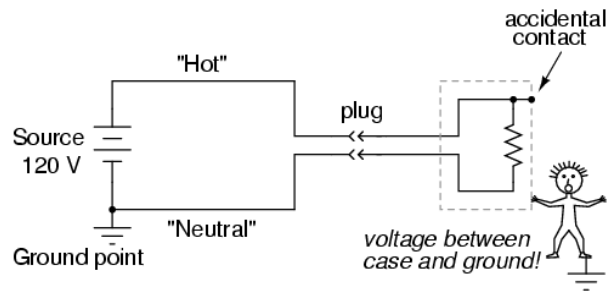 accidental
contact
"Hot"
plug
Source
120 V
"Neutral"
Ground point
voltage between
case and ground!